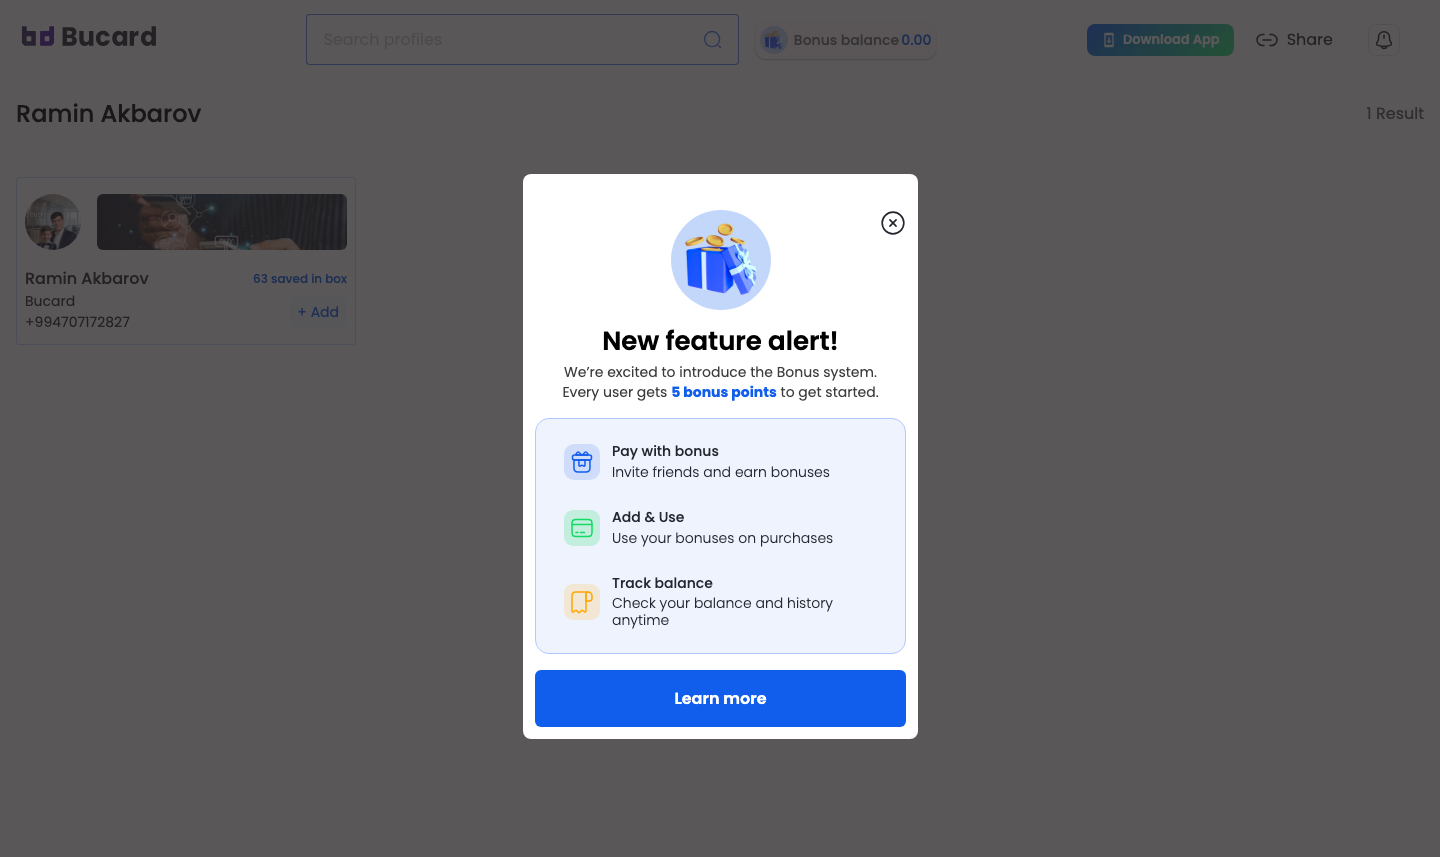 bd Bucard
Search profiles
Bonus balance 0.00
Download App
Share
Ramin Akbarov
1 Result
Ramin Akbarov
63 saved in box
Bucard
+994707172827
+ Add
New feature alert!
We’re excited to introduce the Bonus system.
Every user gets 5 bonus points to get started.
Pay with bonus
Invite friends and earn bonuses
Add & Use
Use your bonuses on purchases
Track balance
Check your balance and history
anytime
Learn more